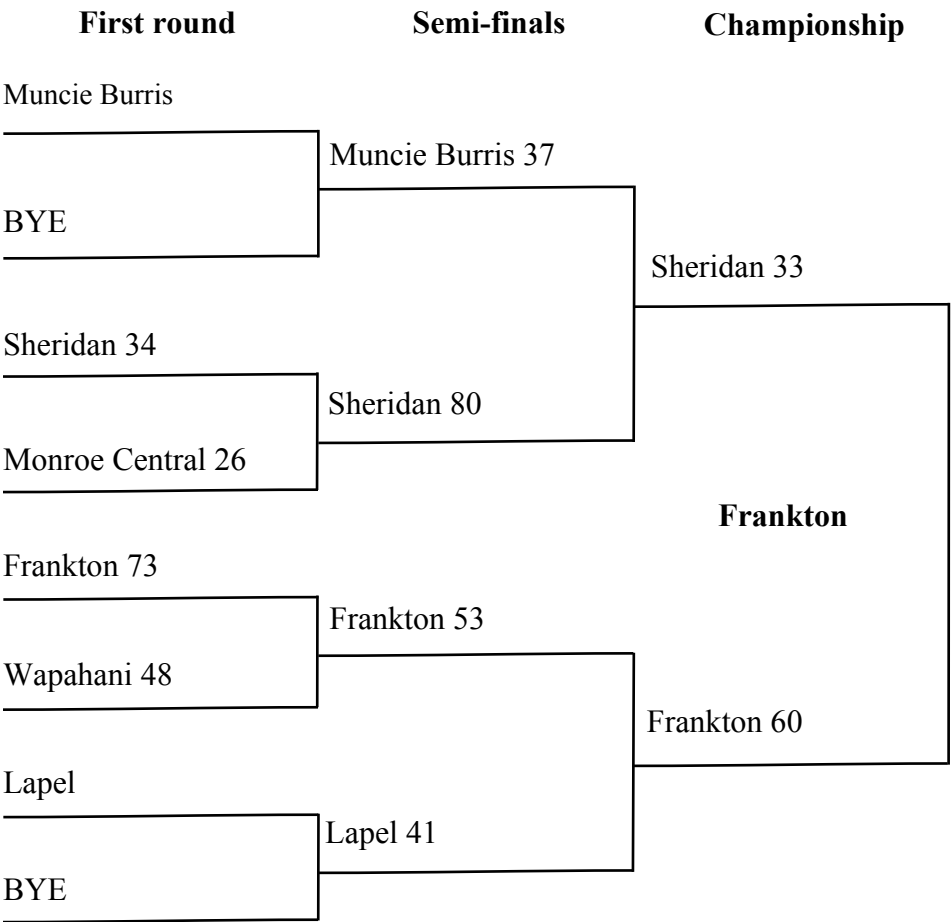 First round
Semi-finals
Championship
Muncie Burris
BYE
Sheridan 34
Monroe Central 26
Frankton 73
Wapahani 48
Lapel
BYE
Muncie Burris 37
Sheridan 80
Frankton 53
Lapel 41
Sheridan 33
Frankton 60
Frankton